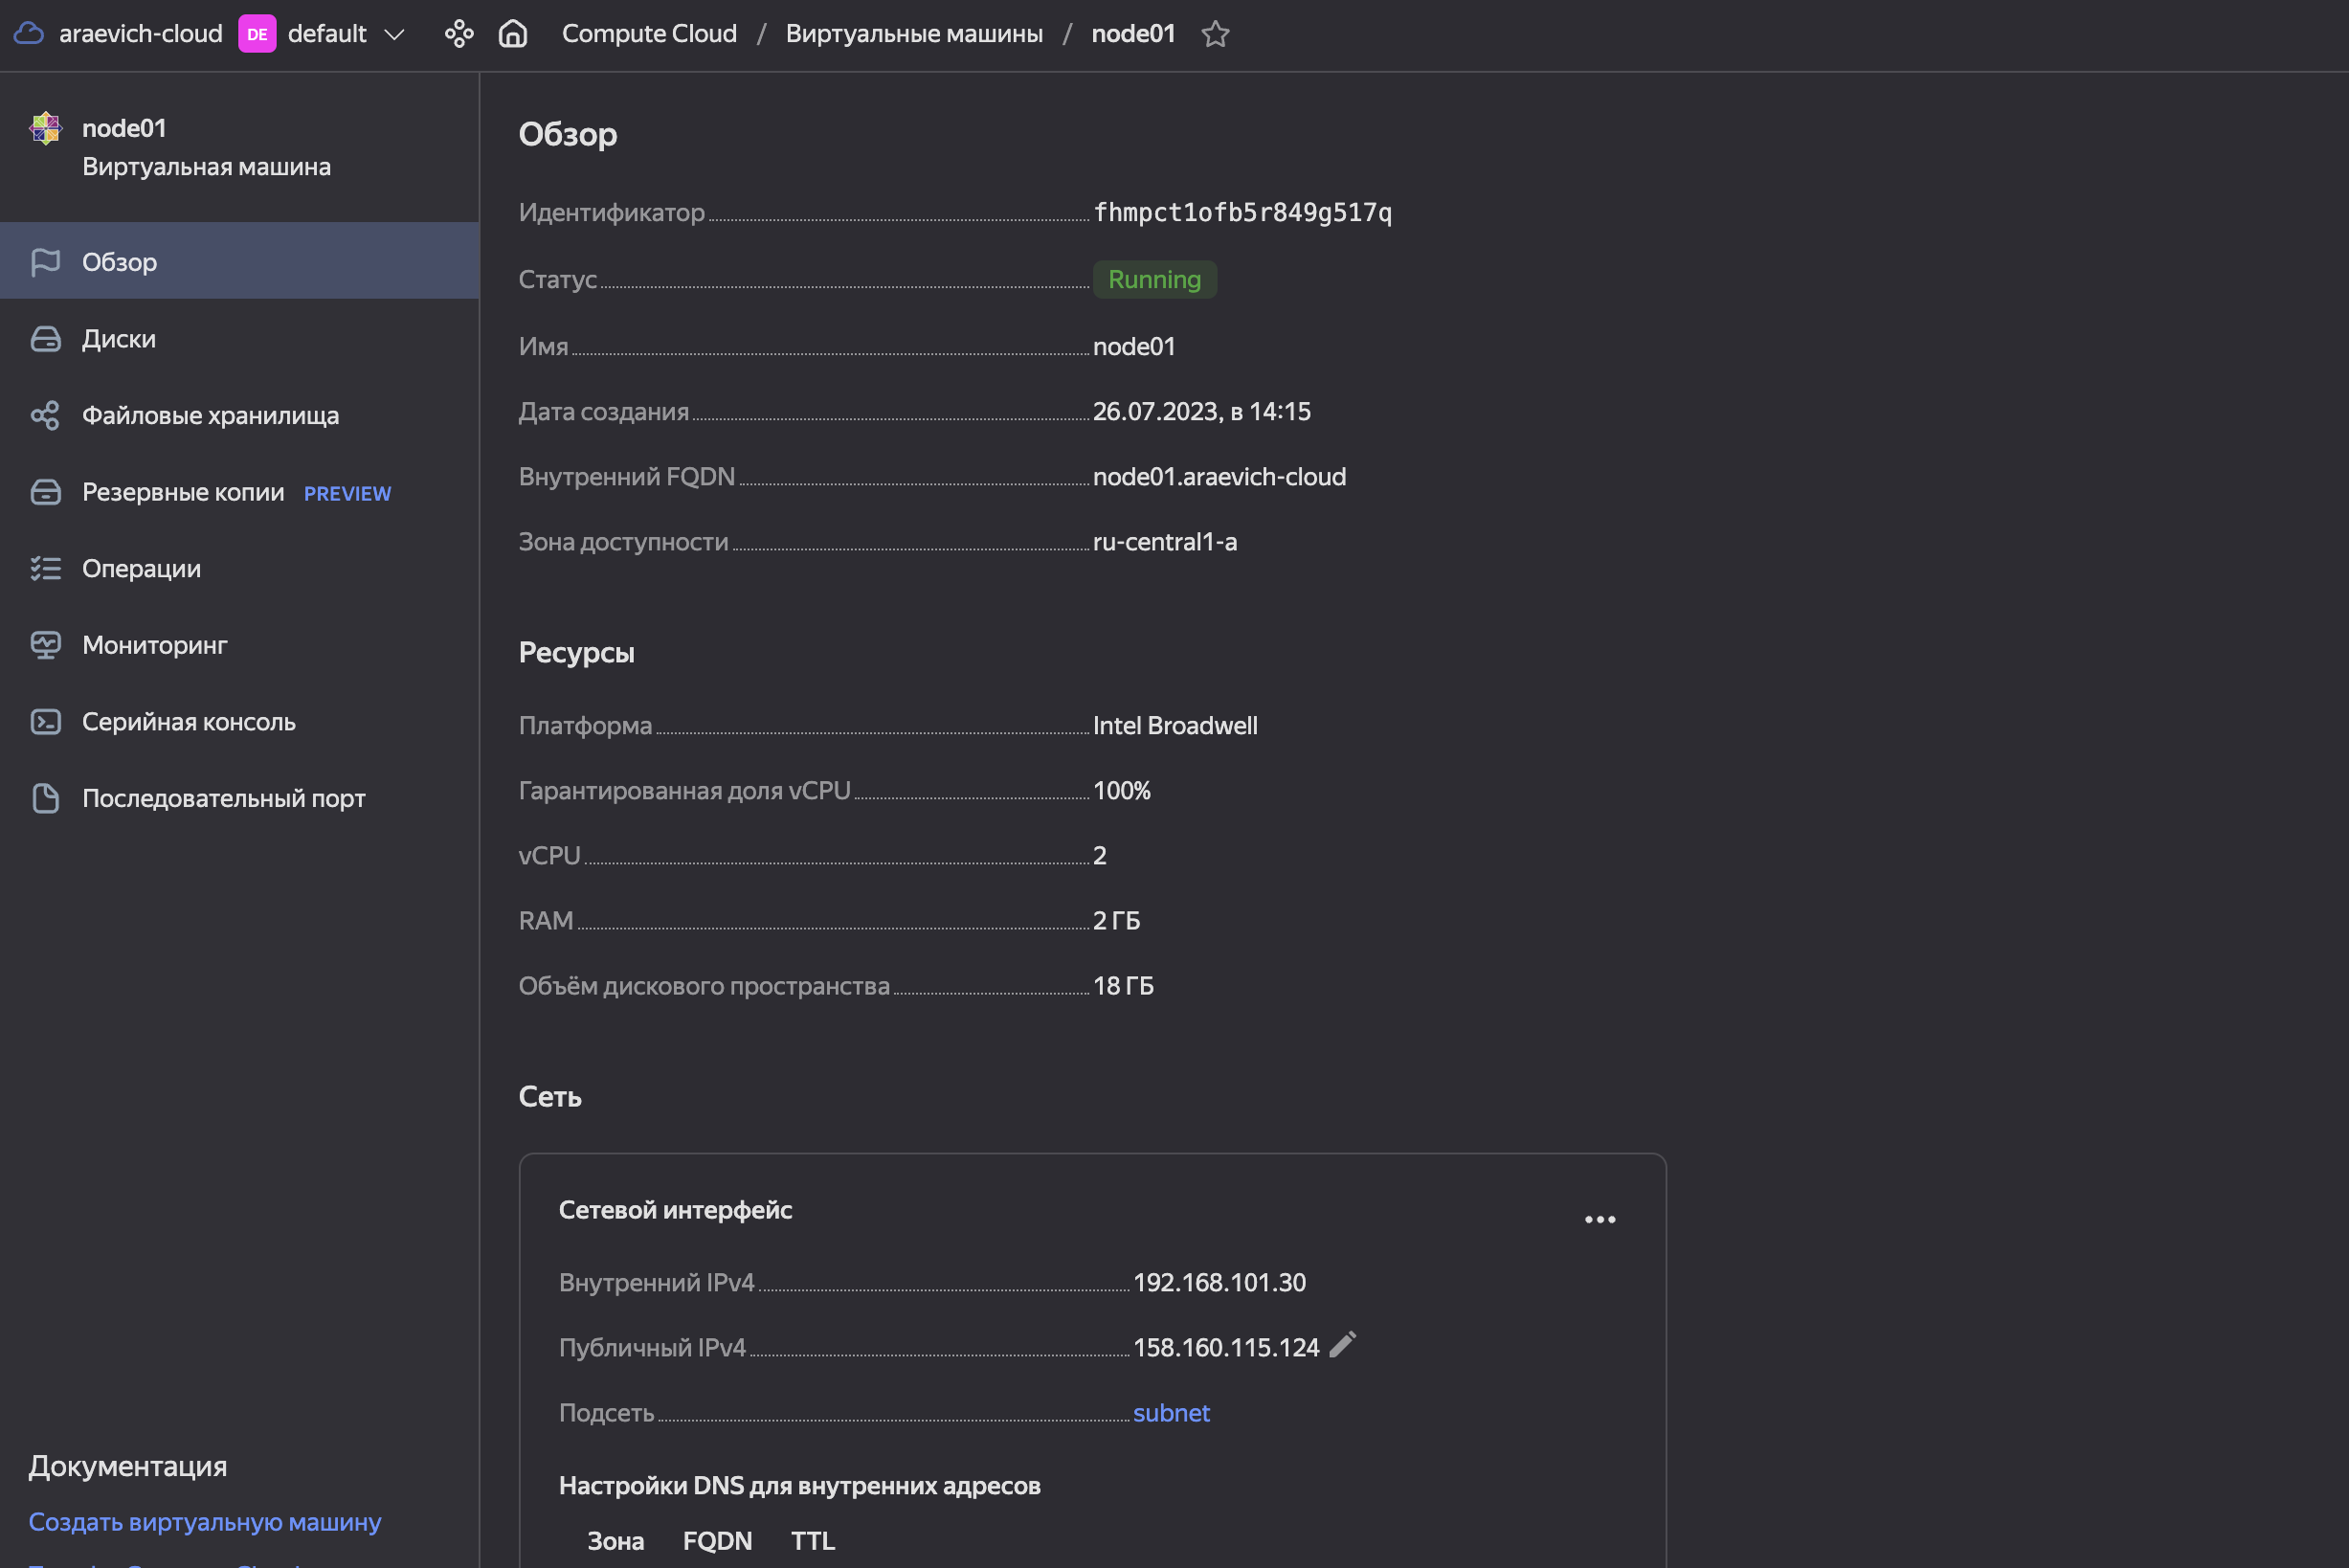 araevich-cloud DE default Compute Cloud / Виртуальные машины / node01
node01
Виртуальная машина
Обзор
Диски
Файловые хранилища
Резервные копии PREVIEW
Операции
Мониторинг
Серийная консоль
Последовательный порт
Документация
Создать виртуальную машину
Обзор
Идентификатор fhmpct1ofb5r849g517q
Статус Running
Имя node01
Дата создания 26.07.2023, в 14:15
Внутренний FQDN node01.araevich-cloud
Зона доступности ru-central1-a
Ресурсы
Платформа Intel Broadwell
Гарантированная доля vCPU 100%
vCPU 2
RAM 2 ГБ
Объём дискового пространства 18 ГБ
Сеть
Сетевой интерфейс
Внутренний IPv4 192.168.101.30
Публичный IPv4 158.160.115.124
Подсеть subnet
Настройки DNS для внутренних адресов
Зона FQDN TTL